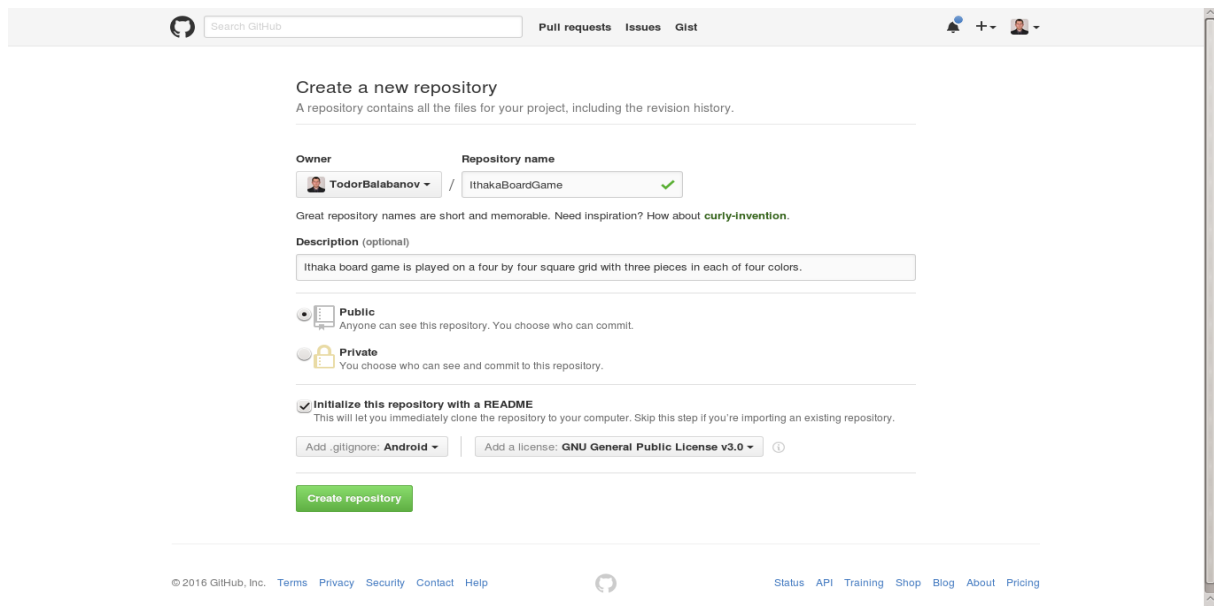 Search GitHub Pull requests Issues Gist
Create a new repository
A repository contains all the files for your project, including the revision history.
Owner Repository name
TodorBalabanov / IthakaBoardGame
Great repository names are short and memorable. Need inspiration? How about curly-invention.
Description (optional)
Ithaka board game is played on a four by four square grid with three pieces in each of four colors.
Public
Anyone can see this repository. You choose who can commit.
Private
You choose who can see and commit to this repository.
Initialize this repository with a README
This will let you immediately clone the repository to your computer. Skip this step if you're importing an existing repository.
Add .gitignore: Android Add a license: GNU General Public License v3.0
Create repository
© 2016 GitHub, Inc. Terms Privacy Security Contact Help Status API Training Shop Blog About Pricing